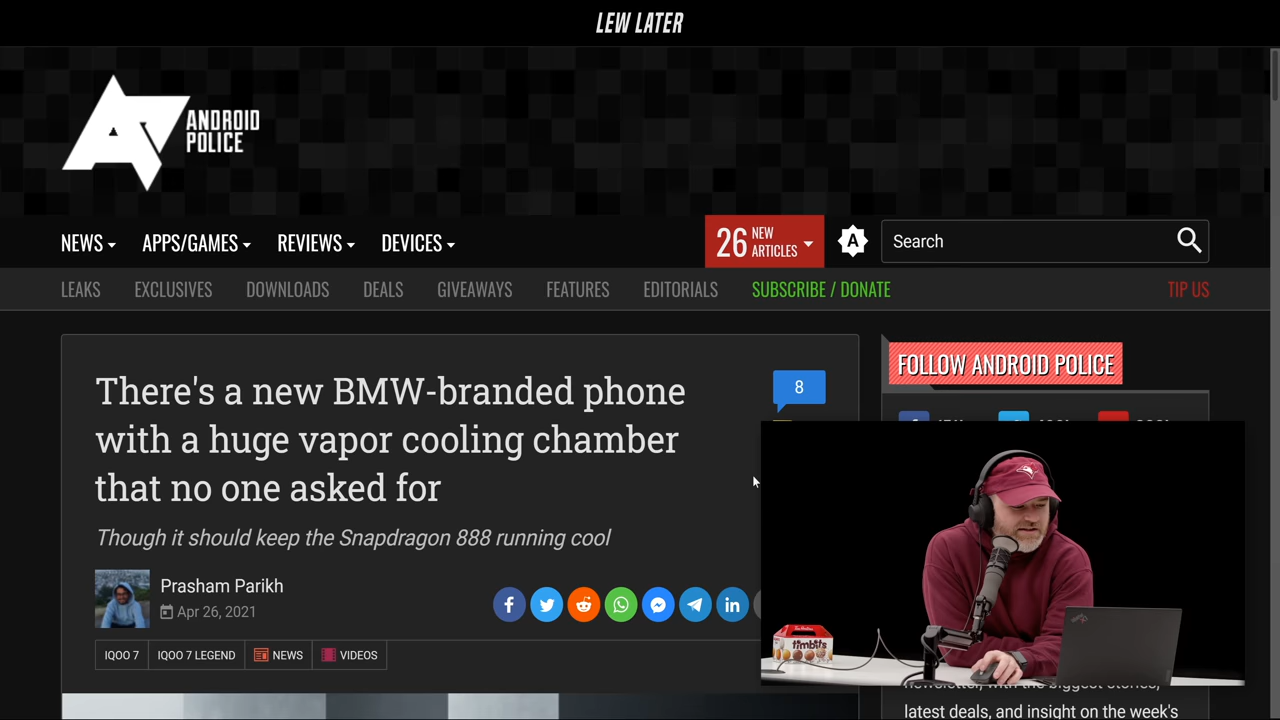 LEW LATER
ANDROID
POLICE
NEWS
APPS/GAMES
REVIEWS
DEVICES
26 NEW ARTICLES
A
Search
LEAKS
EXCLUSIVES
DOWNLOADS
DEALS
GIVEAWAYS
FEATURES
EDITORIALS
SUBSCRIBE / DONATE
TIP US
There's a new BMW-branded phone
with a huge vapor cooling chamber
that no one asked for
8
Though it should keep the Snapdragon 888 running cool
Prasham Parikh
Apr 26, 2021
IQOO 7
IQOO 7 LEGEND
NEWS
VIDEOS
FOLLOW ANDROID POLICE
timbits
latest deals, and insight on the week's